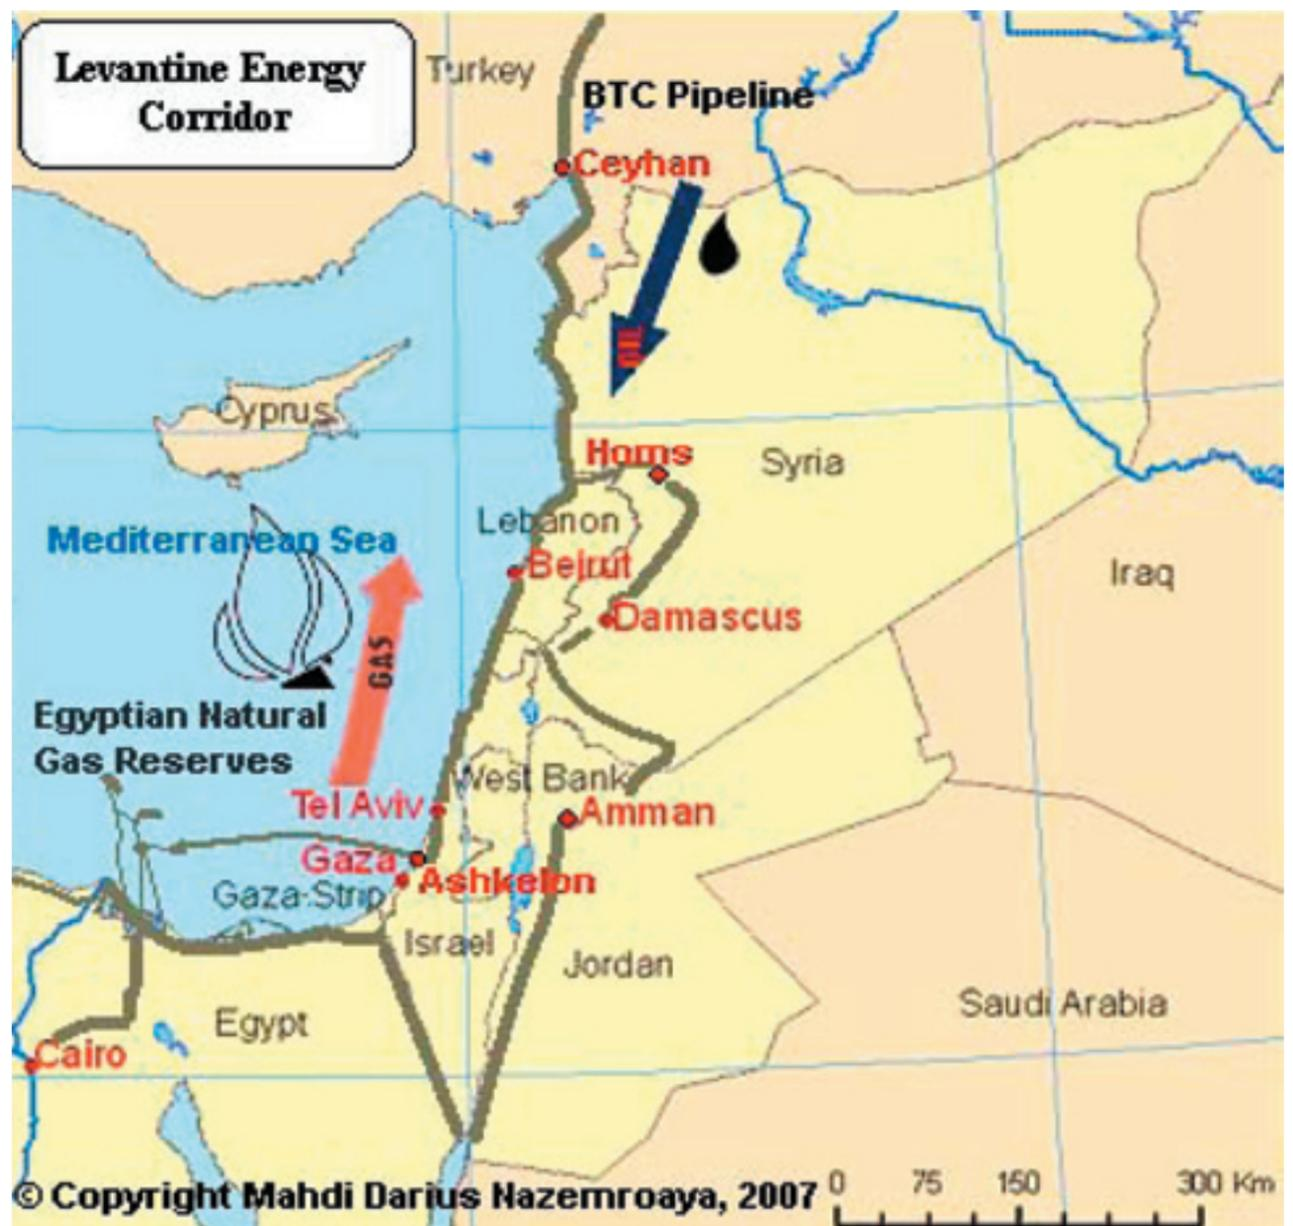 Levantine Energy
Corridor
Turkey
BTC Pipeline
Ceyhan
OIL
Cyprus
Homs
Syria
Lebanon
Mediterranean Sea
Beirut
Iraq
Damascus
GAS
Egyptian Natural
Gas Reserves
West Bank
Tel Aviv
Amman
Gaza
Ashkelon
Gaza-Strip
Israel
Jordan
Saudi Arabia
Egypt
Cairo
© Copyright Mahdi Darius Nazemroaya, 2007
0 75 150 300 Km